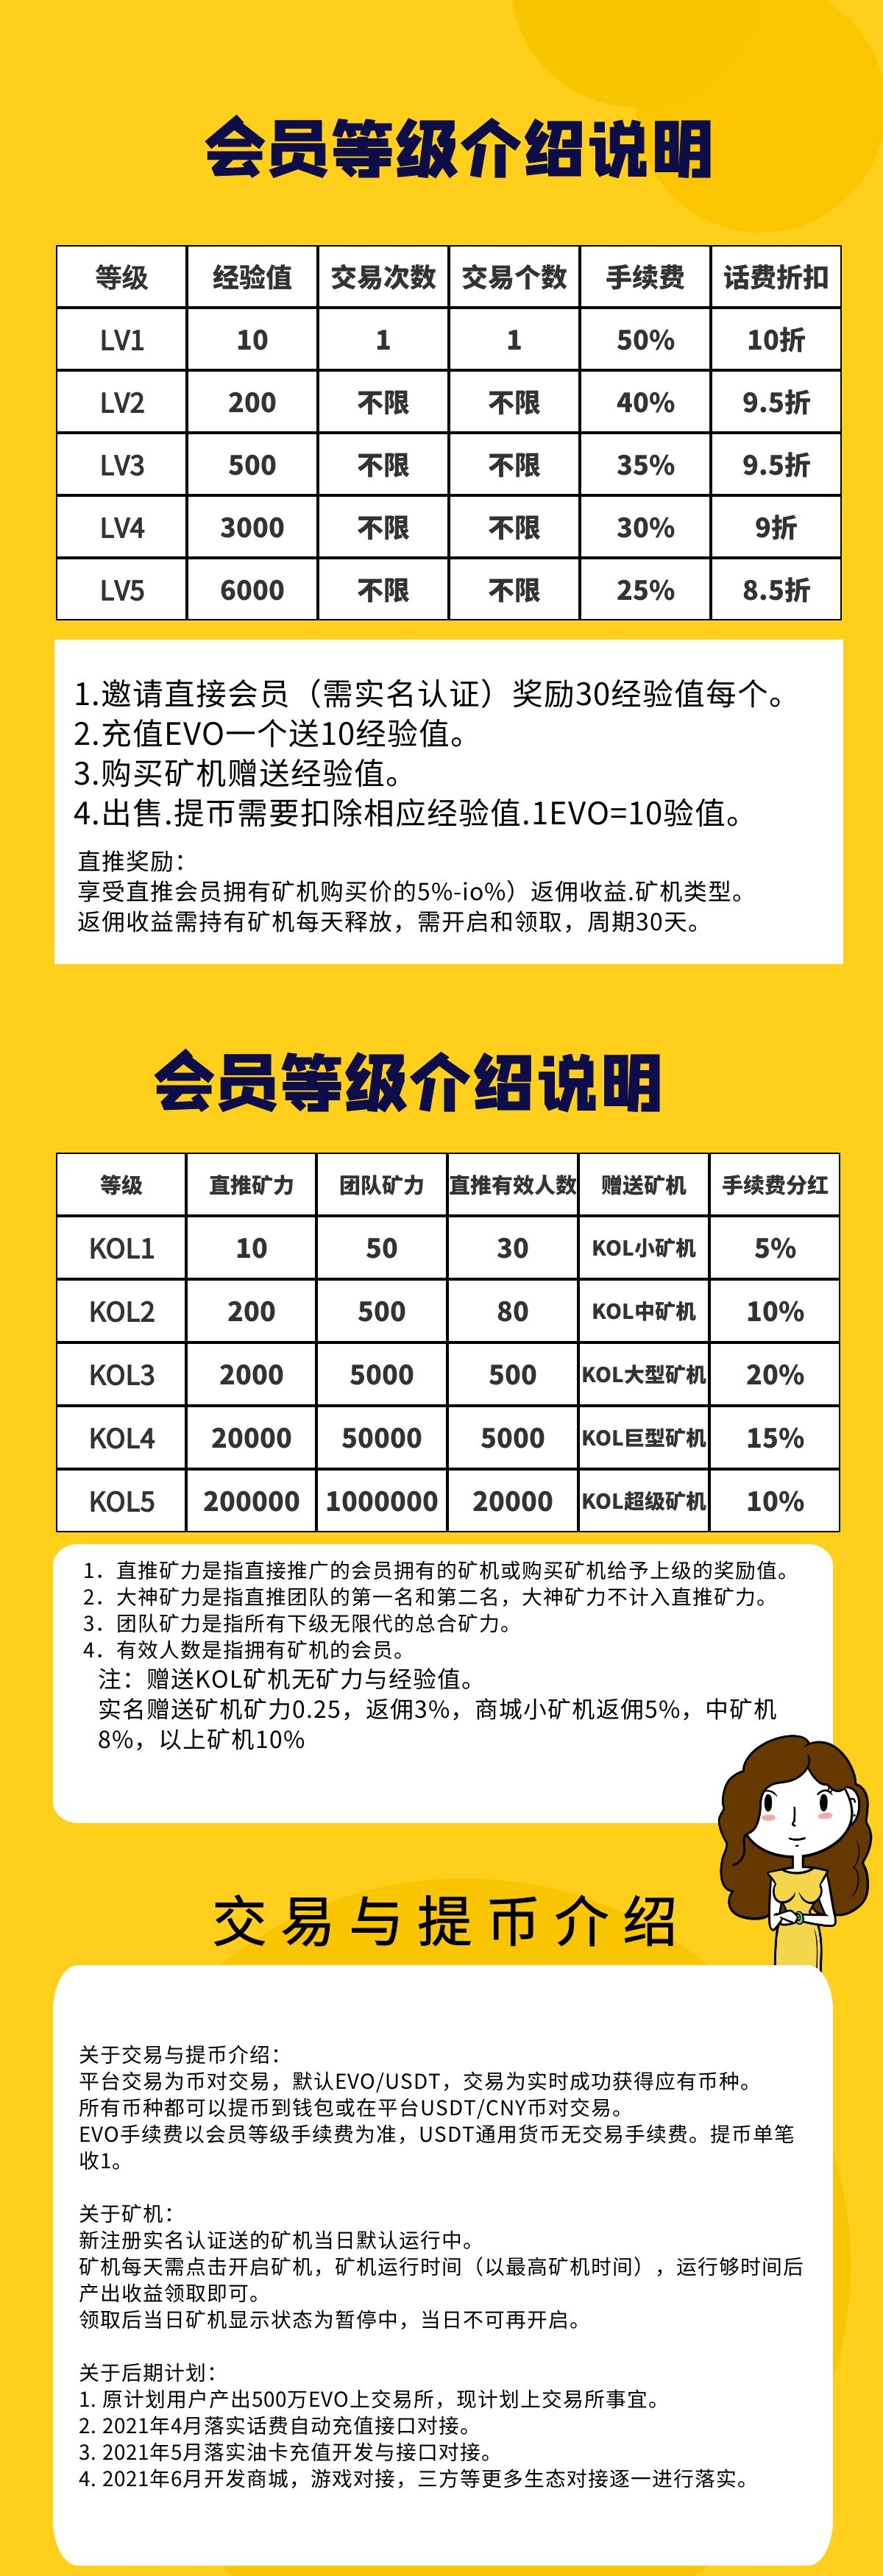 会员等级介绍说明
等级 经验值 交易次数 交易个数 手续费 话费折扣
LV1 10 1 1 50% 10折
LV2 200 不限 不限 40% 9.5折
LV3 500 不限 不限 35% 9.5折
LV4 3000 不限 不限 30% 9折
LV5 6000 不限 不限 25% 8.5折
1.邀请直接会员（需实名认证）奖励30经验值每个。
2.充值EVO一个送10经验值。
3.购买矿机赠送经验值。
4.出售.提币需要扣除相应经验值.1EVO=10验值。
直推奖励：
享受直推会员拥有矿机购买价的5%-io%）返佣收益.矿机类型。
返佣收益需持有矿机每天释放，需开启和领取，周期30天。
会员等级介绍说明
等级 直推矿力 团队矿力 直推有效人数 赠送矿机 手续费分红
KOL1 10 50 30 KOL小矿机 5%
KOL2 200 500 80 KOL中矿机 10%
KOL3 2000 5000 500 KOL大型矿机 20%
KOL4 20000 50000 5000 KOL巨型矿机 15%
KOL5 200000 1000000 20000 KOL超级矿机 10%
1．直推矿力是指直接推广的会员拥有的矿机或购买矿机给予上级的奖励值。
2．大神矿力是指直推团队的第一名和第二名，大神矿力不计入直推矿力。
3．团队矿力是指所有下级无限代的总合矿力。
4．有效人数是指拥有矿机的会员。
注：赠送KOL矿机无矿力与经验值。
实名赠送矿机矿力0.25，返佣3%，商城小矿机返佣5%，中矿机
8%，以上矿机10%
交易与提币介绍
关于交易与提币介绍：
平台交易为币对交易，默认EVO/USDT，交易为实时成功获得应有币种。
所有币种都可以提币到钱包或在平台USDT/CNY币对交易。
EVO手续费以会员等级手续费为准，USDT通用货币无交易手续费。提币单笔
收1。
关于矿机：
新注册实名认证送的矿机当日默认运行中。
矿机每天需点击开启矿机，矿机运行时间（以最高矿机时间），运行够时间后
产出收益领取即可。
领取后当日矿机显示状态为暂停中，当日不可再开启。
关于后期计划：
1. 原计划用户产出500万EVO上交易所，现计划上交易所事宜。
2. 2021年4月落实话费自动充值接口对接。
3. 2021年5月落实油卡充值开发与接口对接。
4. 2021年6月开发商城，游戏对接，三方等更多生态对接逐一进行落实。